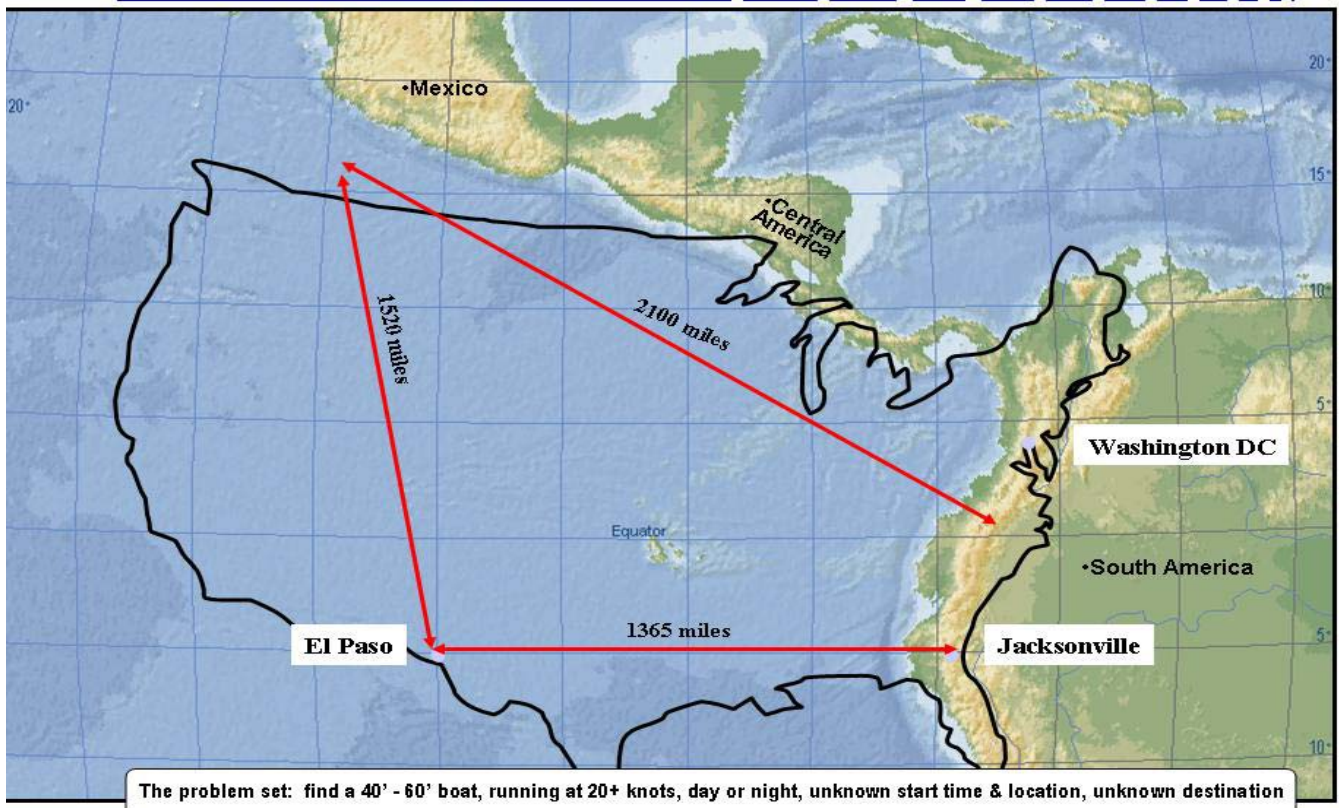 20°
20°
•Mexico
15°
•Central
America
10°
1520 miles
2100 miles
5°
Washington DC
Equator
•South America
1365 miles
El Paso
Jacksonville
5°
10°
The problem set: find a 40' - 60' boat, running at 20+ knots, day or night, unknown start time & location, unknown destination